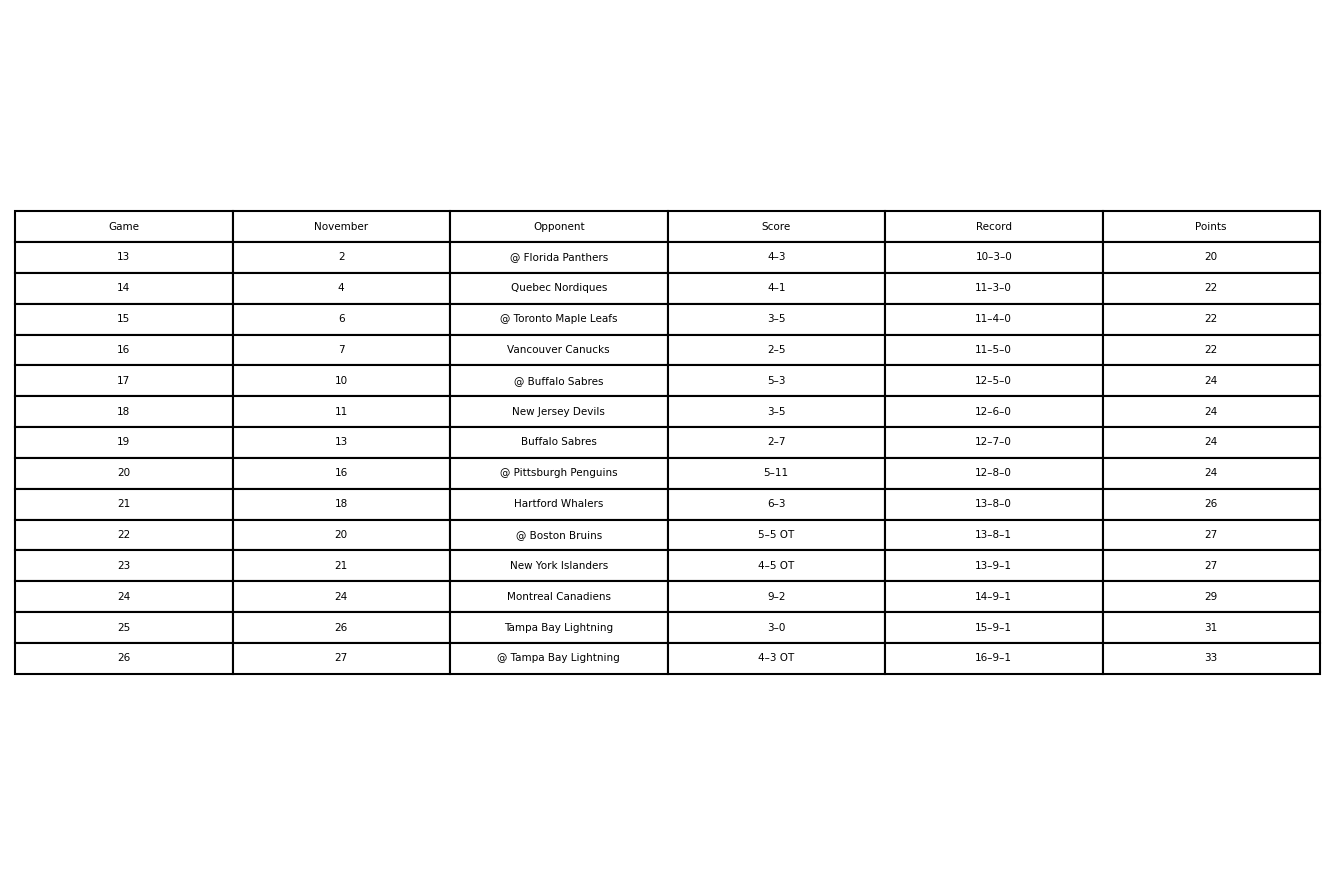 Game November Opponent Score Record Points
13 2 @ Florida Panthers 4–3 10–3–0 20
14 4 Quebec Nordiques 4–1 11–3–0 22
15 6 @ Toronto Maple Leafs 3–5 11–4–0 22
16 7 Vancouver Canucks 2–5 11–5–0 22
17 10 @ Buffalo Sabres 5–3 12–5–0 24
18 11 New Jersey Devils 3–5 12–6–0 24
19 13 Buffalo Sabres 2–7 12–7–0 24
20 16 @ Pittsburgh Penguins 5–11 12–8–0 24
21 18 Hartford Whalers 6–3 13–8–0 26
22 20 @ Boston Bruins 5–5 OT 13–8–1 27
23 21 New York Islanders 4–5 OT 13–9–1 27
24 24 Montreal Canadiens 9–2 14–9–1 29
25 26 Tampa Bay Lightning 3–0 15–9–1 31
26 27 @ Tampa Bay Lightning 4–3 OT 16–9–1 33